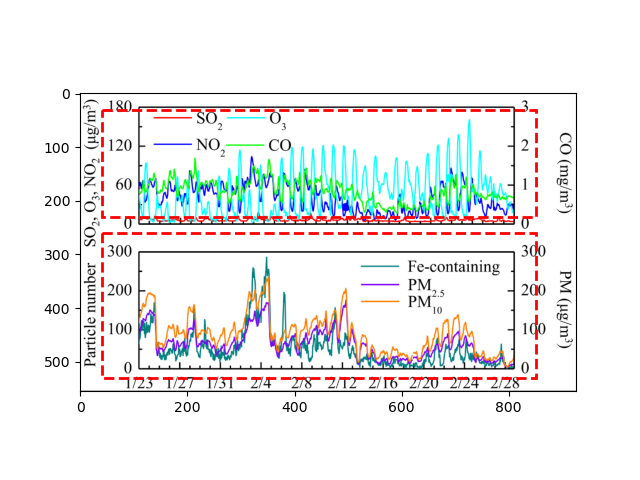 0
100
200
300
400
500
0 200 400 600 800
SO2, O3, NO2 (μg/m3)
180
120
60
0
SO2 O3
NO2 CO
3
2
1
0
CO (mg/m3)
Particle number
300
200
100
0
Fe-containing
PM2.5
PM10
300
200
100
0
PM (μg/m3)
1/23 1/27 1/31 2/4 2/8 2/12 2/16 2/20 2/24 2/28